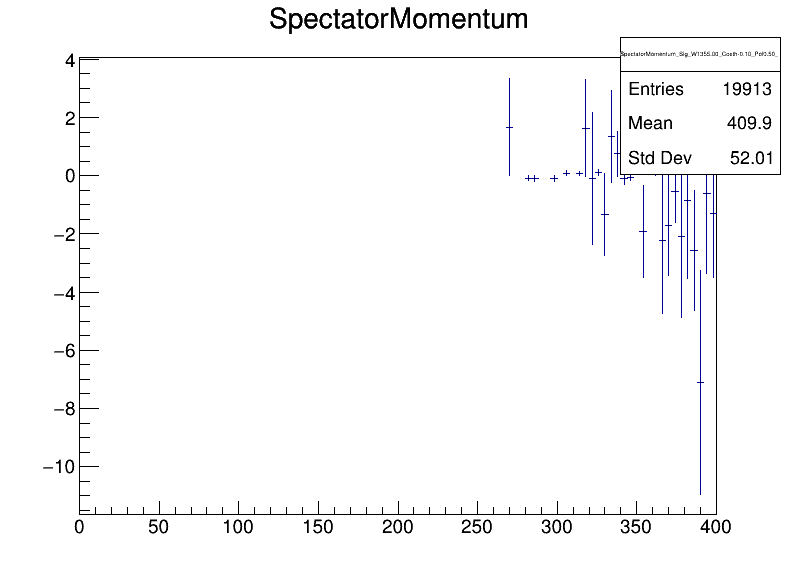 SpectatorMomentum
SpectatorMomentum_Sig_W1355.00_Costh-0.10_Pol0.50_
Entries 19913
Mean 409.9
Std Dev 52.01
4
2
0
−2
−4
−6
−8
−10
0 50 100 150 200 250 300 350 400